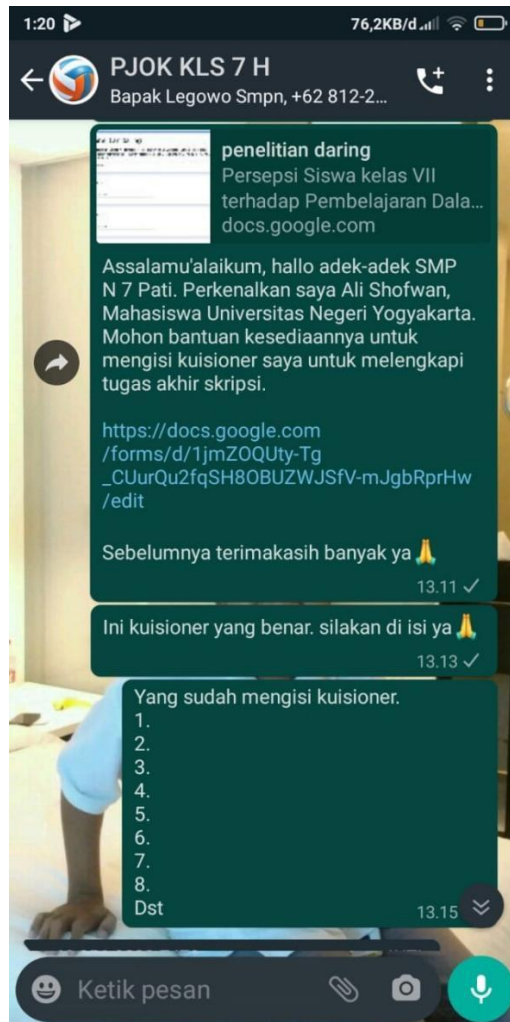 1:20
76,2KB/d
PJOK KLS 7 H
Bapak Legowo Smpn, +62 812-2...
penelitian daring
Persepsi Siswa kelas VII
terhadap Pembelajaran Dala...
docs.google.com
Assalamu'alaikum, hallo adek-adek SMP
N 7 Pati. Perkenalkan saya Ali Shofwan,
Mahasiswa Universitas Negeri Yogyakarta.
Mohon bantuan kesediaannya untuk
mengisi kuisioner saya untuk melengkapi
tugas akhir skripsi.
https://docs.google.com
/forms/d/1jmZOQUty-Tg
_CUurQu2fqSH8OBUZWJSfV-mJgbRprHw
/edit
Sebelumnya terimakasih banyak ya🙏
13.11
Ini kuisioner yang benar. silakan di isi ya🙏
13.13
Yang sudah mengisi kuisioner.
1.
2.
3.
4.
5.
6.
7.
8.
Dst
13.15
Ketik pesan